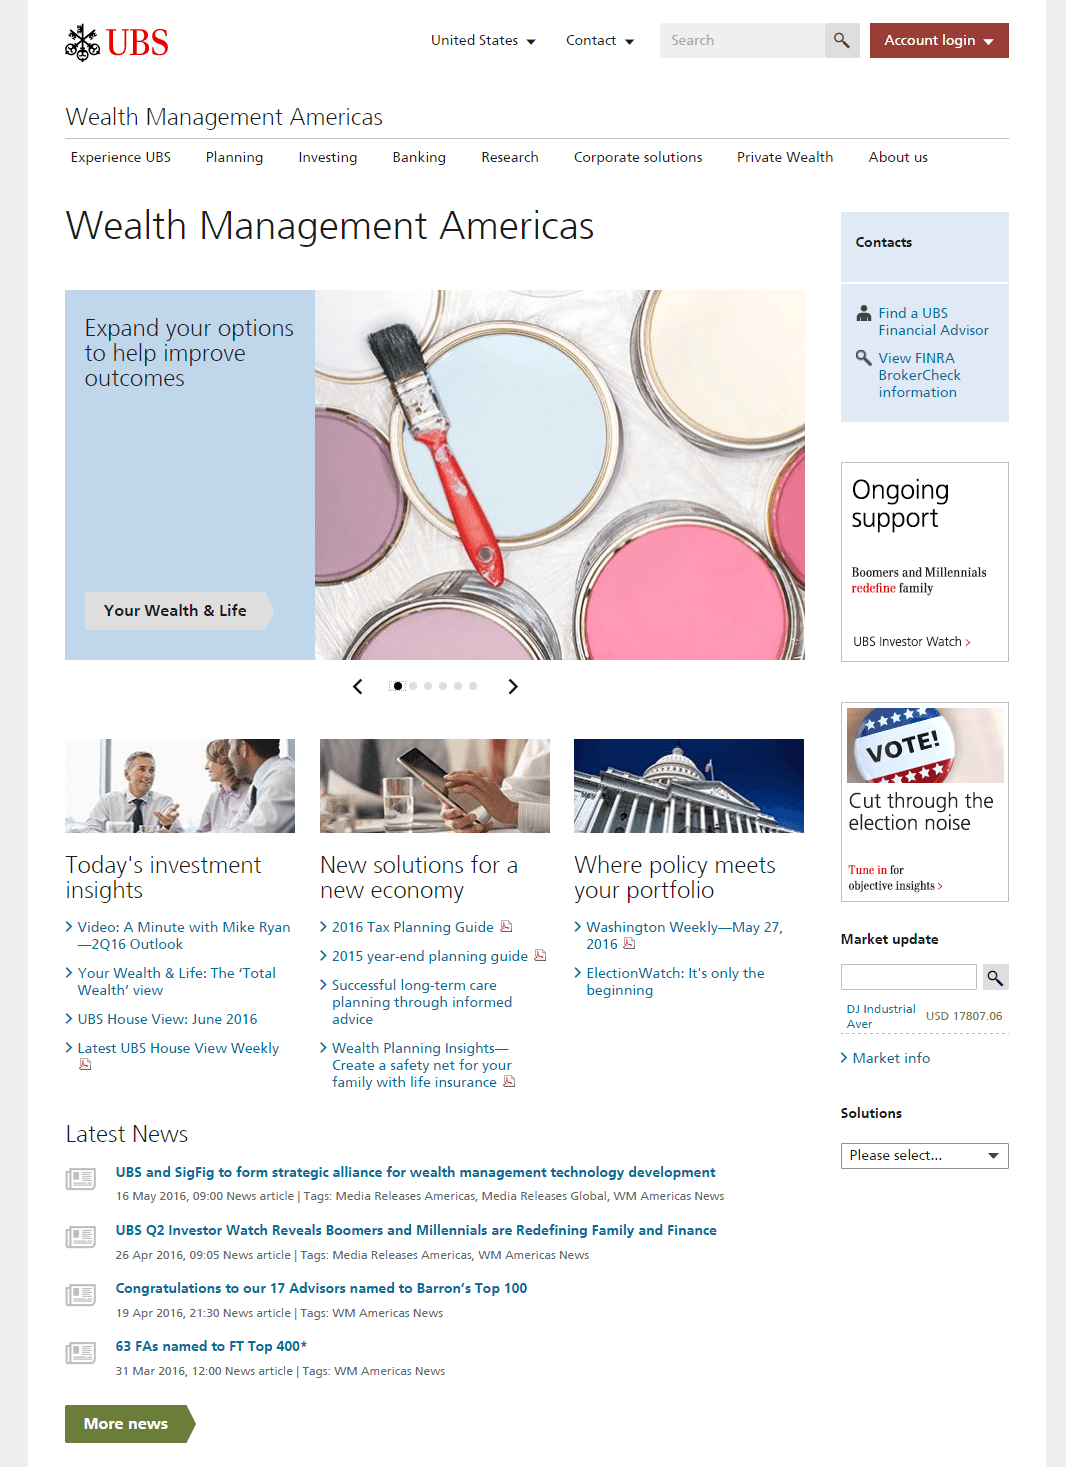 UBS
United States
Contact
Search
Account login
Wealth Management Americas
Experience UBS
Planning
Investing
Banking
Research
Corporate solutions
Private Wealth
About us
Wealth Management Americas
Expand your options
to help improve
outcomes
Your Wealth & Life
Today's investment
insights
Video: A Minute with Mike Ryan
—2Q16 Outlook
Your Wealth & Life: The ‘Total
Wealth’ view
UBS House View: June 2016
Latest UBS House View Weekly
New solutions for a
new economy
2016 Tax Planning Guide
2015 year-end planning guide
Successful long-term care
planning through informed
advice
Wealth Planning Insights—
Create a safety net for your
family with life insurance
Where policy meets
your portfolio
Washington Weekly—May 27,
2016
ElectionWatch: It's only the
beginning
Latest News
UBS and SigFig to form strategic alliance for wealth management technology development
16 May 2016, 09:00 News article | Tags: Media Releases Americas, Media Releases Global, WM Americas News
UBS Q2 Investor Watch Reveals Boomers and Millennials are Redefining Family and Finance
26 Apr 2016, 09:05 News article | Tags: Media Releases Americas, WM Americas News
Congratulations to our 17 Advisors named to Barron’s Top 100
19 Apr 2016, 21:30 News article | Tags: WM Americas News
63 FAs named to FT Top 400*
31 Mar 2016, 12:00 News article | Tags: WM Americas News
More news
Contacts
Find a UBS
Financial Advisor
View FINRA
BrokerCheck
information
Ongoing
support
Boomers and Millennials
redefine family
UBS Investor Watch >
VOTE!
Cut through the
election noise
Tune in for
objective insights >
Market update
DJ Industrial
Aver
USD 17807.06
Market info
Solutions
Please select...